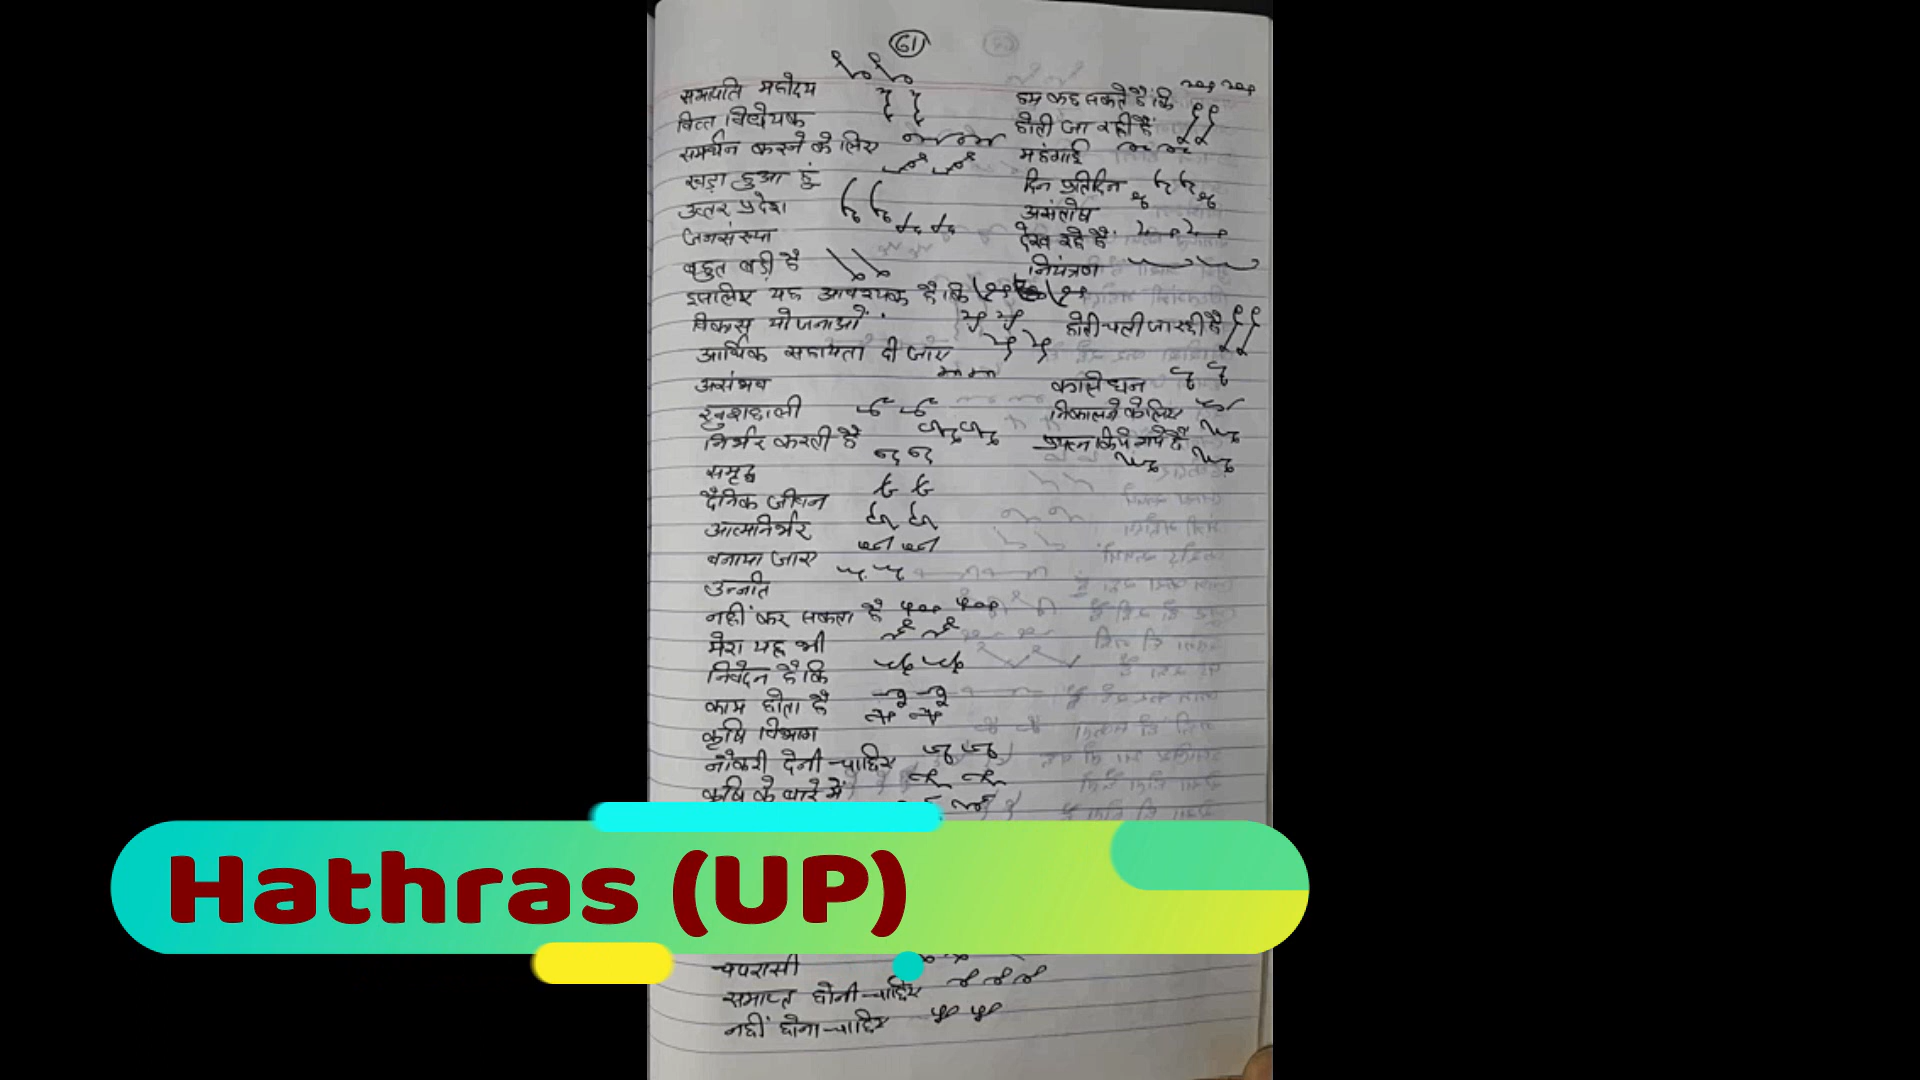 61
सभापति महोदय
वित्त विधेयक
समर्थन करने के लिए
खड़ा हुआ हूं
उत्तर प्रदेश
जनसंख्या
बहुत बड़ी है
इसलिए यह आवश्यक है कि
विकास योजनाओं
आर्थिक सहायता दी जाए
असंभव
खुशहाली
निर्भर करती है
समृद्ध
दैनिक जीवन
आत्मनिर्भर
बनाया जाए
उन्नति
नहीं कर सकता है
मेरा यह भी
निवेदन है कि
काम होता है
कृषि विभाग
नौकरी देनी चाहिए
कृषि के बारे में
चपरासी
समाप्त होनी चाहिए
नहीं होना चाहिए
हम कह सकते हैं कि
होती जा रही है
महंगाई
दिन प्रतिदिन
असंतोष
देख रहे हैं
नियंत्रण
होती चली जा रही है
काले धन
निकालने के लिए
प्रयत्न किये गये हैं
Hathras (UP)